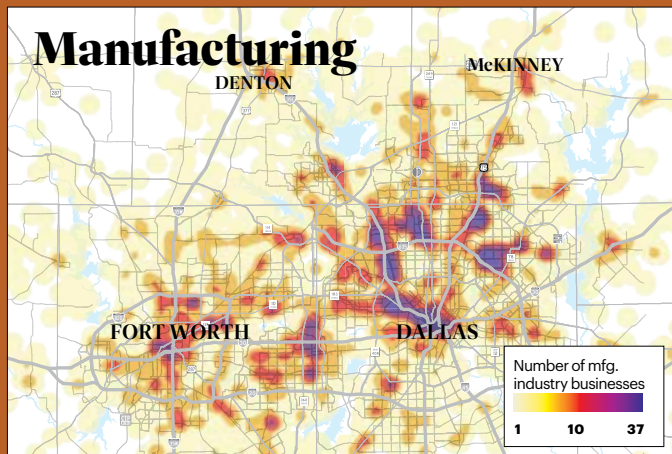 Manufacturing
DENTON
McKINNEY
FORT WORTH
DALLAS
Number of mfg.
industry businesses
1 10 37